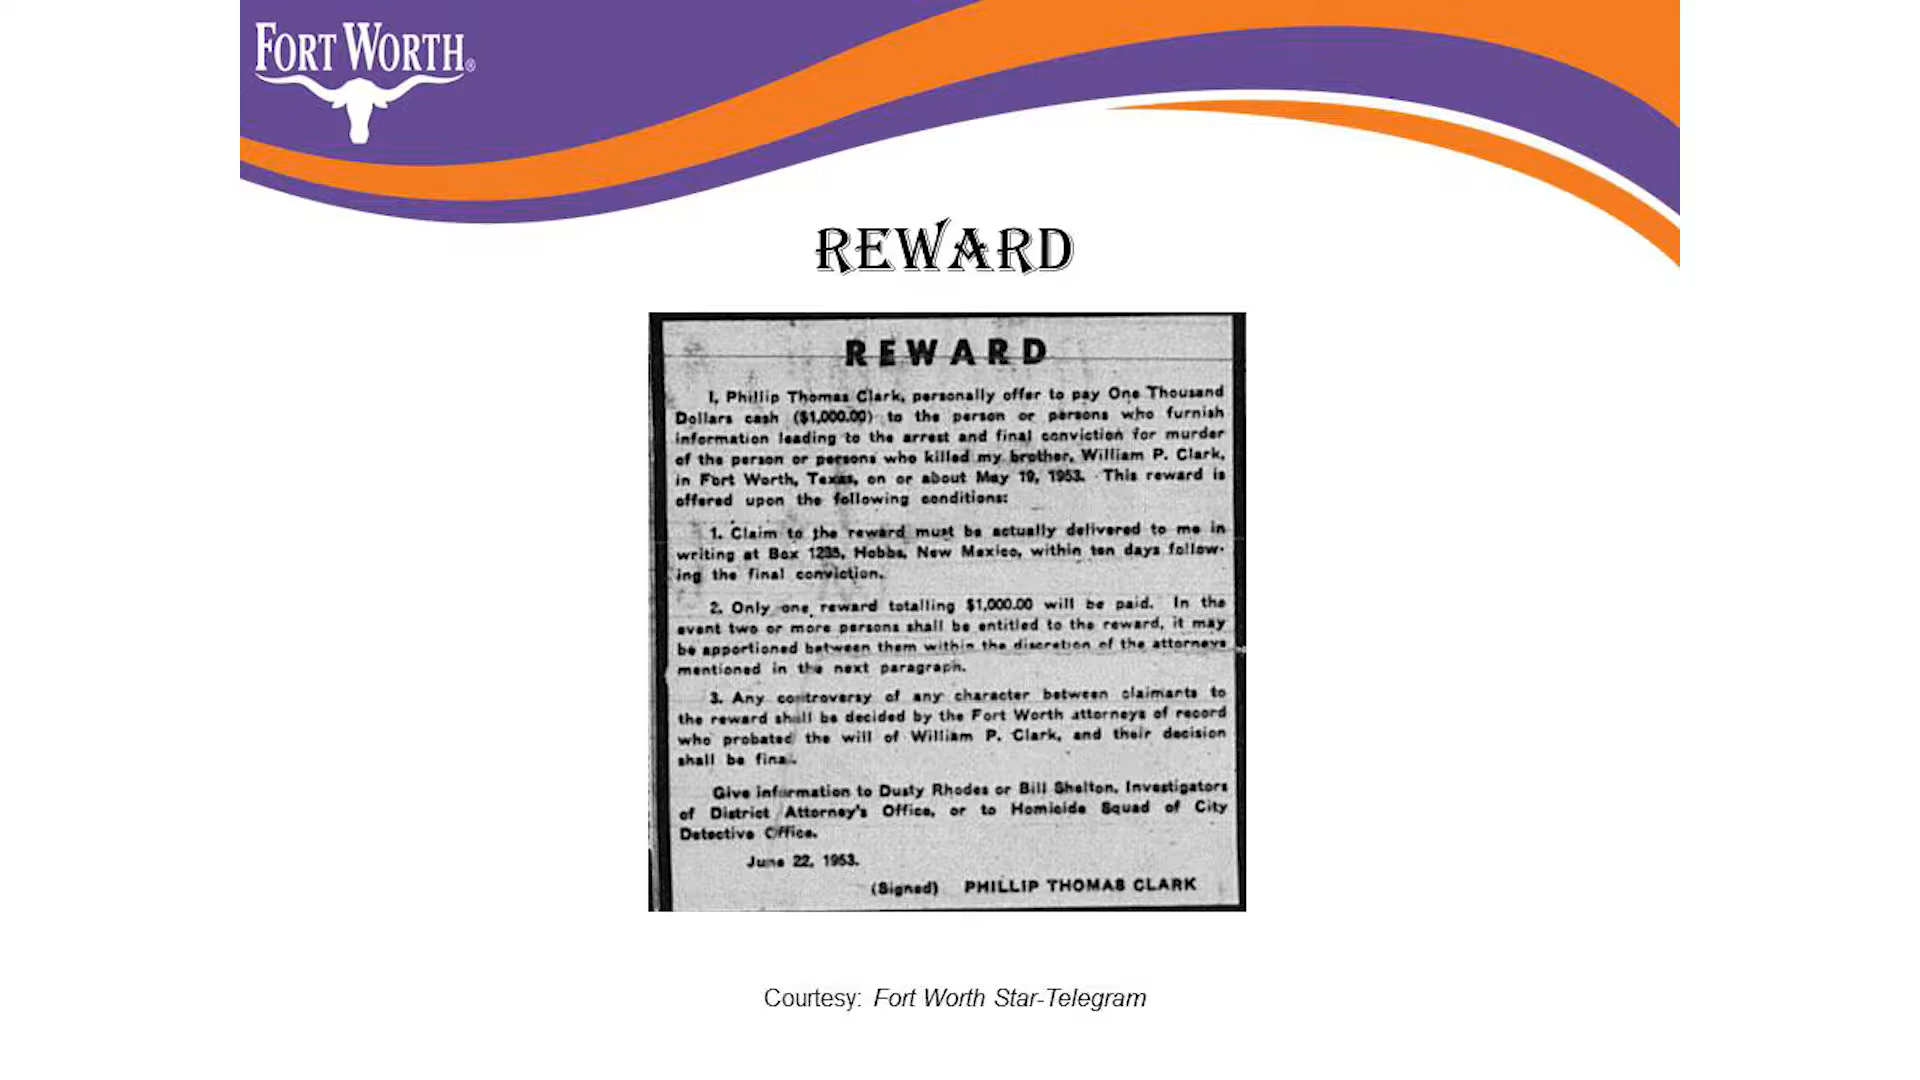 FORT WORTH®
REWARD
REWARD
I, Phillip Thomas Clark, personally offer to pay One Thousand
Dollars cash ($1,000.00) to the person or persons who furnish
information leading to the arrest and final conviction for murder
of the person or persons who killed my brother, William P. Clark,
in Fort Worth, Texas, on or about May 19, 1953. This reward is
offered upon the following conditions:
1. Claim to the reward must be actually delivered to me in
writing at Box 1235, Hobbs, New Mexico, within ten days follow-
ing the final conviction.
2. Only one reward totalling $1,000.00 will be paid. In the
event two or more persons shall be entitled to the reward, it may
be apportioned between them within the discretion of the attorneys
mentioned in the next paragraph.
3. Any controversy of any character between claimants to
the reward shall be decided by the Fort Worth attorneys of record
who probated the will of William P. Clark, and their decision
shall be final.
Give information to Dusty Rhodes or Bill Shelton, Investigators
of District Attorney's Office, or to Homicide Squad of City
Detective Office.
June 22, 1953.
(Signed) PHILLIP THOMAS CLARK
Courtesy: Fort Worth Star-Telegram